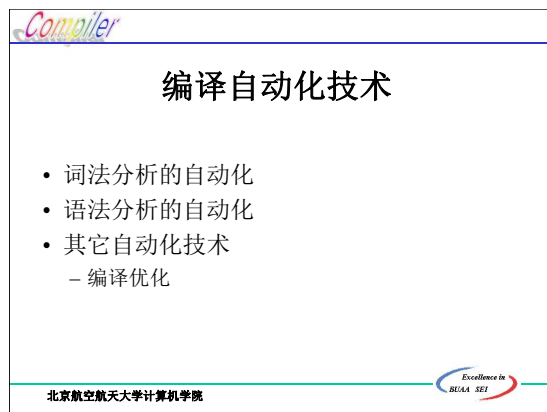 Compiler
编译自动化技术
• 词法分析的自动化
• 语法分析的自动化
• 其它自动化技术
– 编译优化
北京航空航天大学计算机学院
Excellence in
BUAA SEI